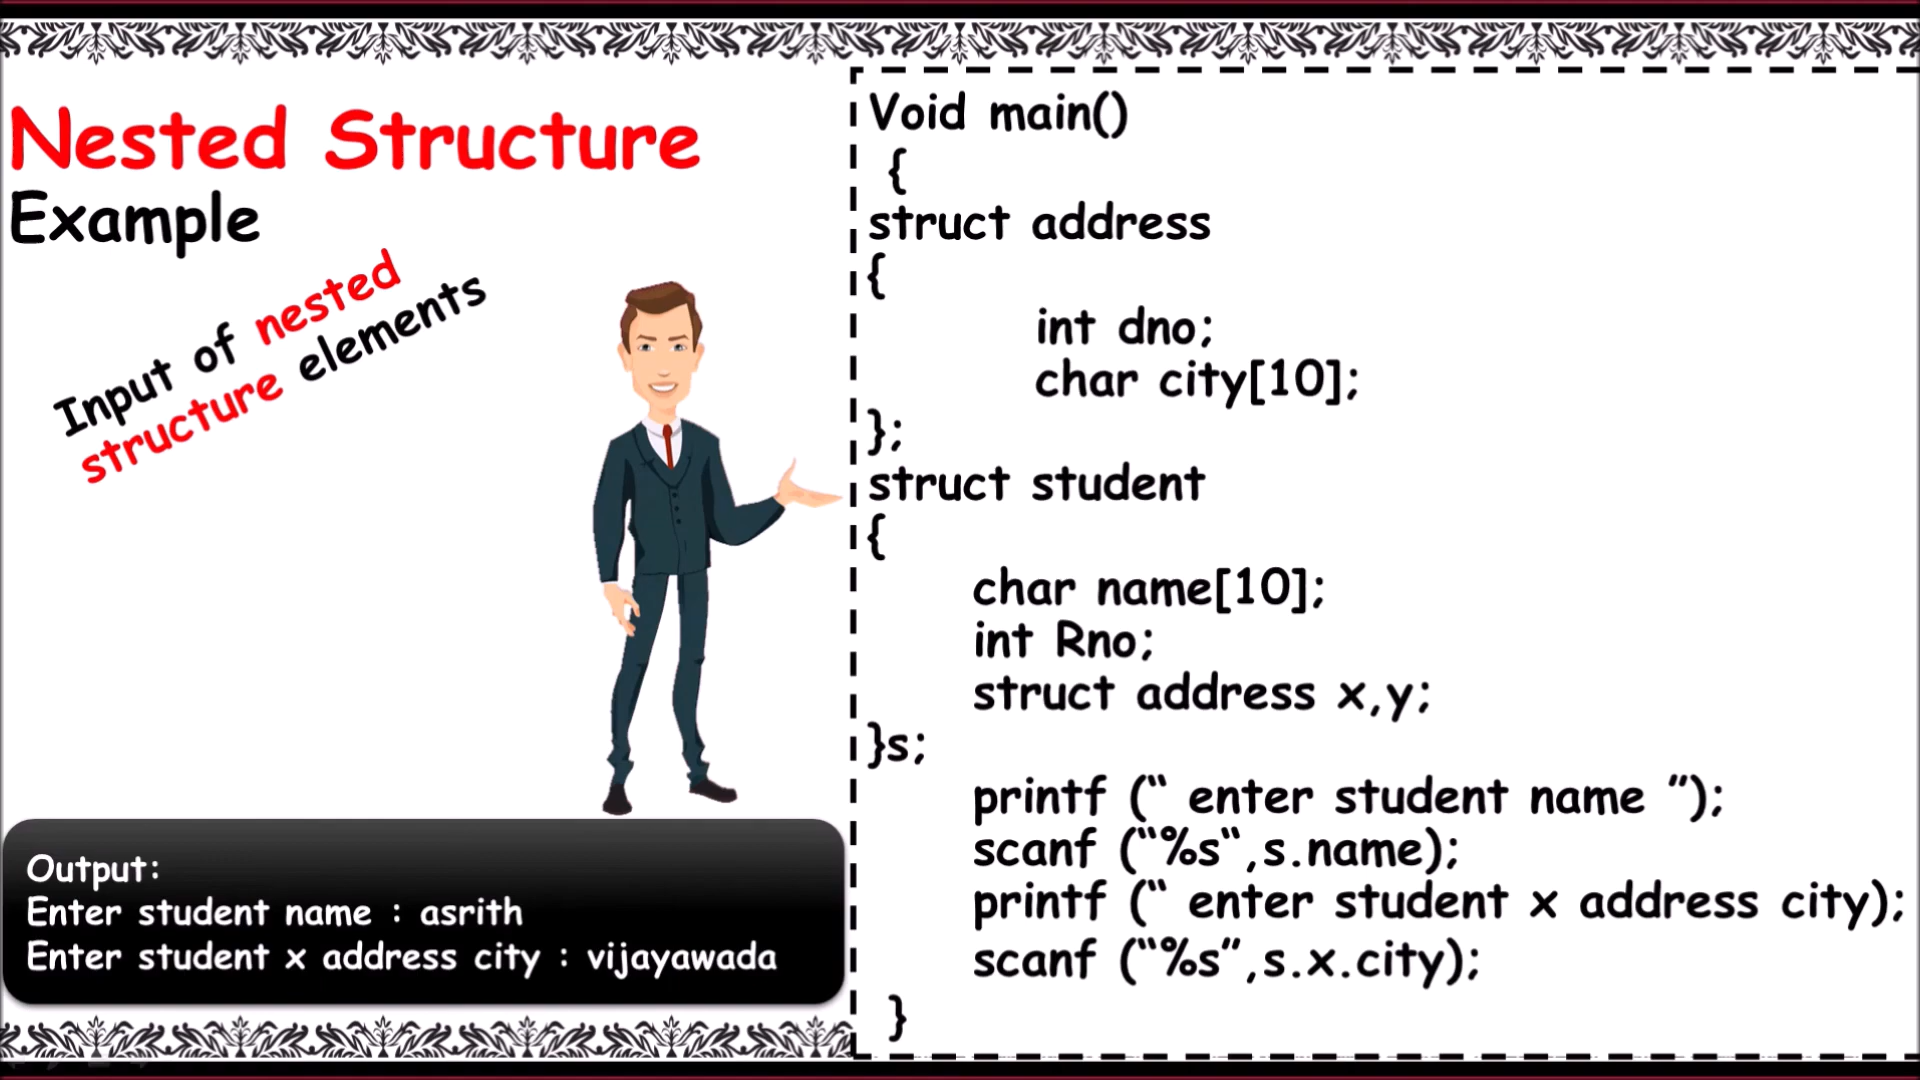 Nested Structure
Example
Input of nested
structure elements
Output:
Enter student name : asrith
Enter student x address city : vijayawada
Void main()
{
struct address
{
int dno;
char city[10];
};
struct student
{
char name[10];
int Rno;
struct address x,y;
}s;
printf (“ enter student name ”);
scanf (“%s“,s.name);
printf (“ enter student x address city);
scanf (“%s”,s.x.city);
}